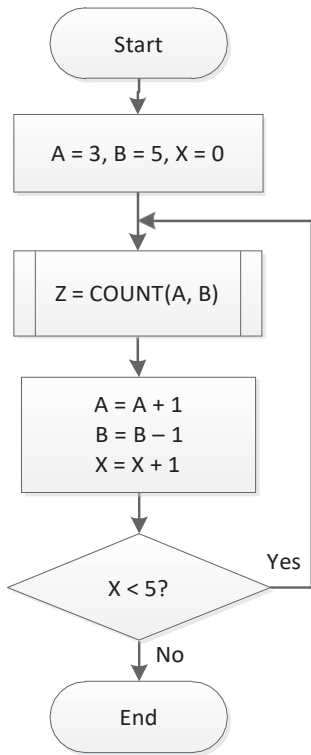 Start
A = 3, B = 5, X = 0
Z = COUNT(A, B)
A = A + 1
B = B – 1
X = X + 1
X < 5?
Yes
No
End